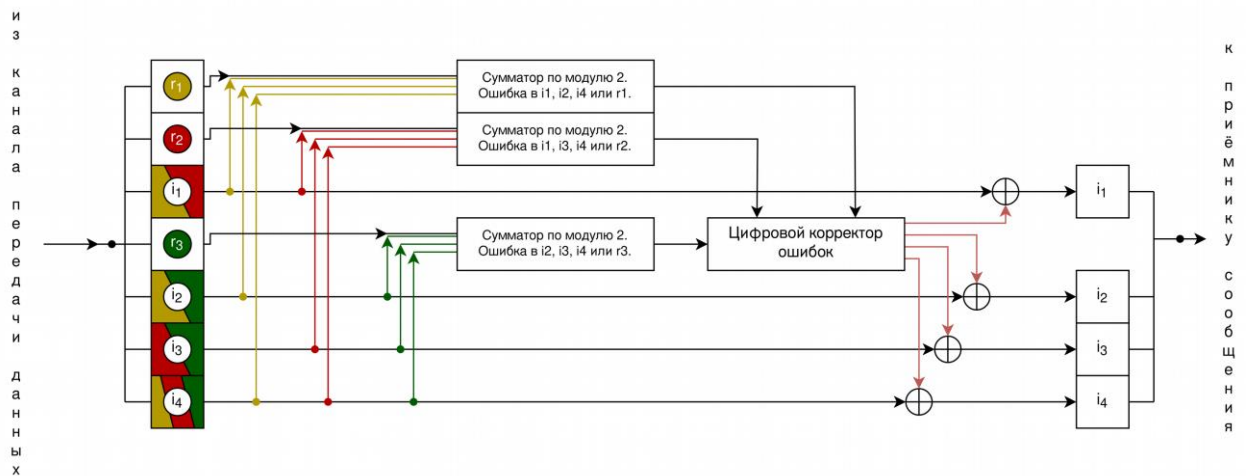 из канала передачи данных
r1
Сумматор по модулю 2.
Ошибка в i1, i2, i4 или r1.
r2
Сумматор по модулю 2.
Ошибка в i1, i3, i4 или r2.
i1
i1
r3
Сумматор по модулю 2.
Ошибка в i2, i3, i4 или r3.
Цифровой корректор
ошибок
i2
i2
i3
i3
i4
i4
к приёмнику сообщения